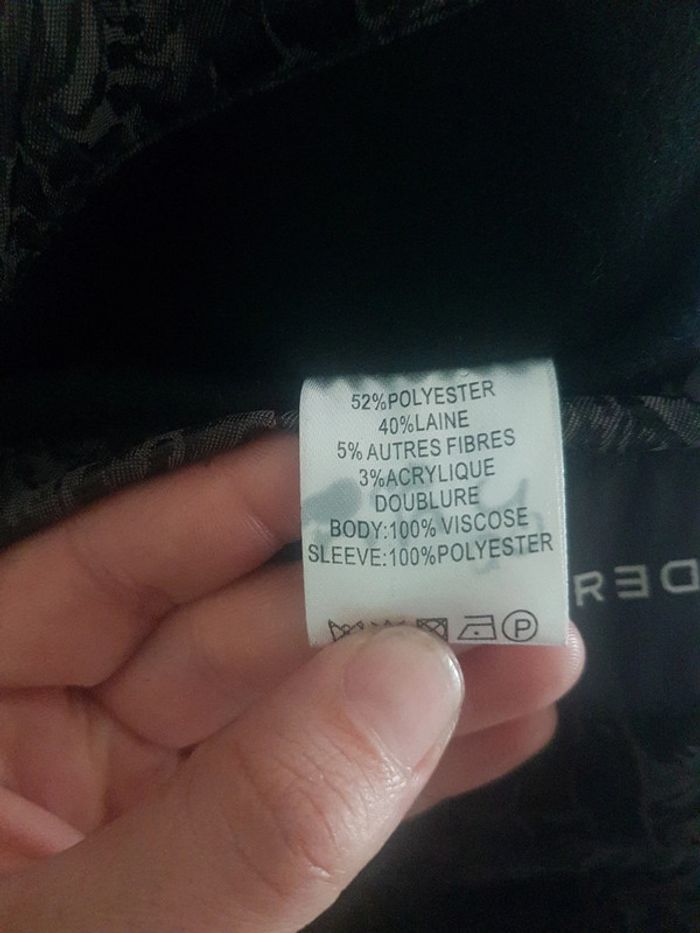 52%POLYESTER
40%LAINE
5% AUTRES FIBRES
3%ACRYLIQUE
DOUBLURE
BODY:100% VISCOSE
SLEEVE:100%POLYESTER
P